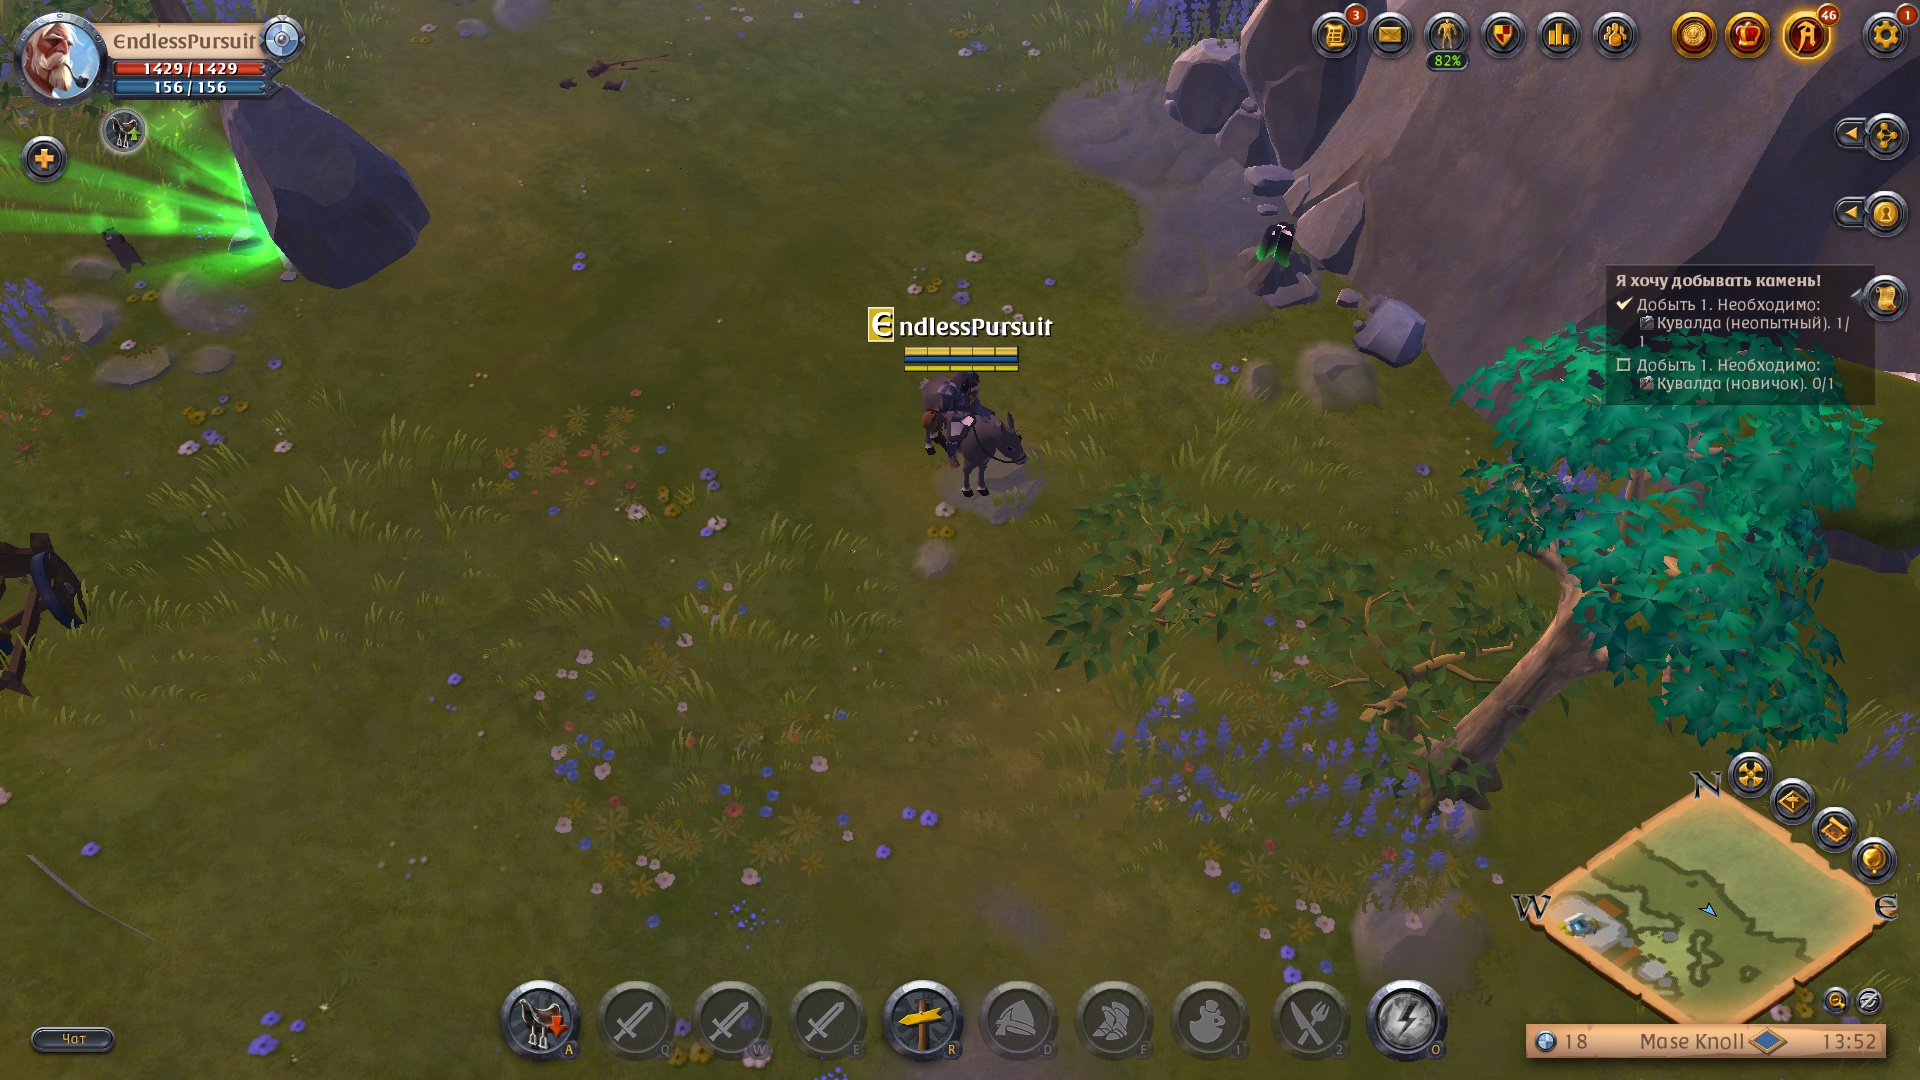 EndlessPursuit
1429 / 1429
156 / 156
3
82%
46
1
Я хочу добывать камень!
Добыть 1. Необходимо:
Кувалда (неопытный). 1/
1
Добыть 1. Необходимо:
Кувалда (новичок). 0/1
EndlessPursuit
N
W
E
Чат
A
Q
W
E
R
D
F
1
2
O
18 Mase Knoll 13:52